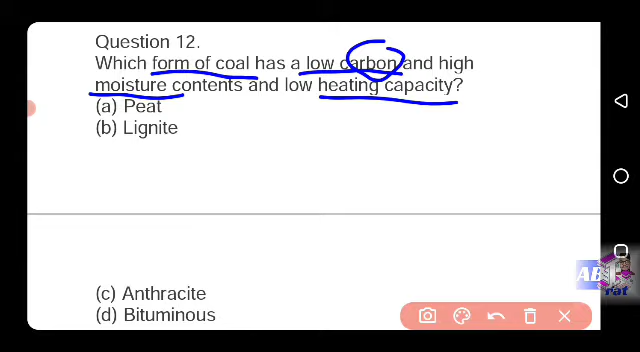 Question 12.
Which form of coal has a low carbon and high
moisture contents and low heating capacity?
(a) Peat
(b) Lignite
(c) Anthracite
(d) Bituminous